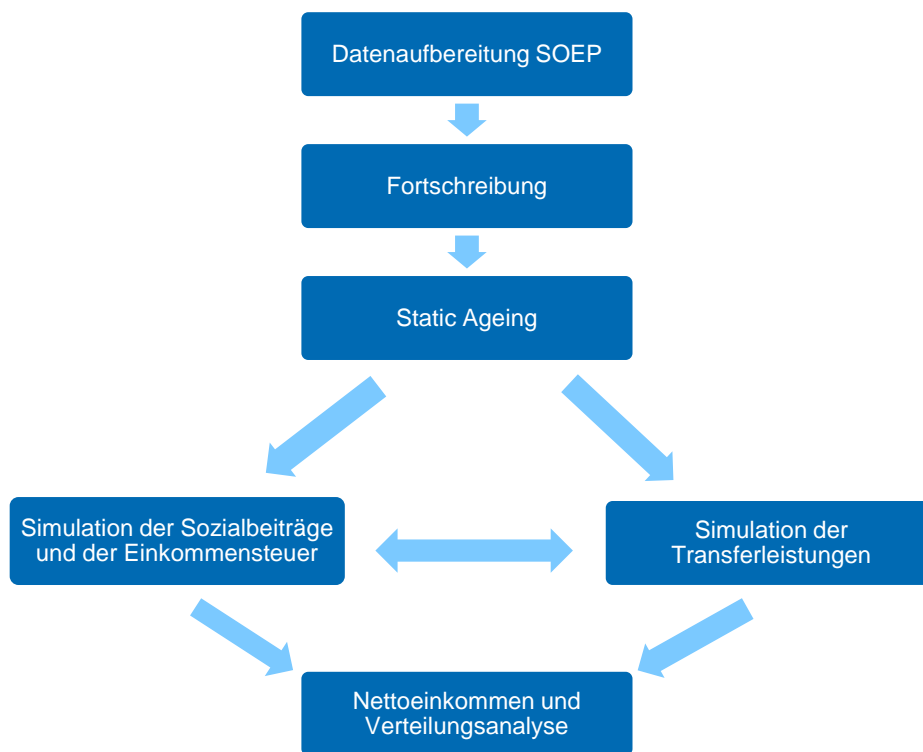 Datenaufbereitung SOEP
Fortschreibung
Static Ageing
Simulation der Sozialbeiträge
und der Einkommensteuer
Simulation der
Transferleistungen
Nettoeinkommen und
Verteilungsanalyse